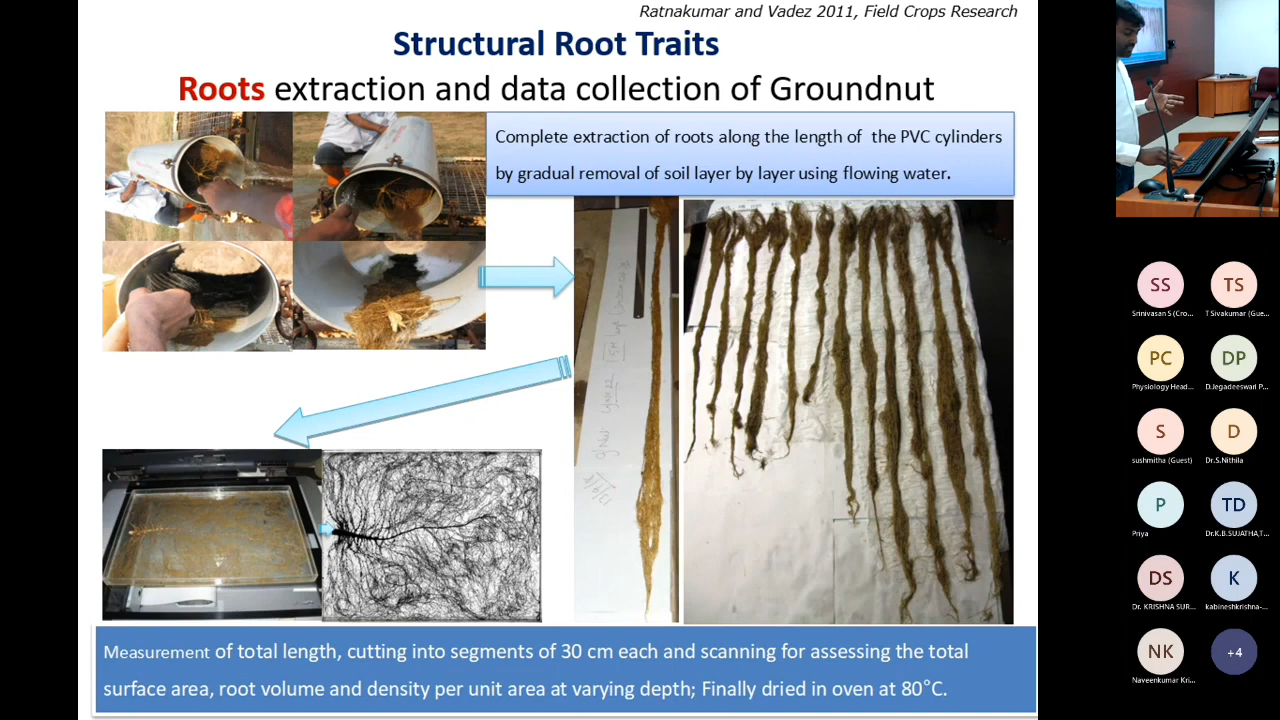 Ratnakumar and Vadez 2011, Field Crops Research
Structural Root Traits
Roots extraction and data collection of Groundnut
Complete extraction of roots along the length of the PVC cylinders
by gradual removal of soil layer by layer using flowing water.
Measurement of total length, cutting into segments of 30 cm each and scanning for assessing the total
surface area, root volume and density per unit area at varying depth; Finally dried in oven at 80°C.
SS
TS
Srinivasan S (Cro...
T Sivakumar (Gue...
PC
DP
Physiology Head...
D.Jegadeeswari P...
S
D
sushmitha (Guest)
Dr.S.Nithila
P
TD
Priya
Dr.K.B.SUJATHA,T...
DS
K
Dr. KRISHNA SUR...
kabineshkrishna-...
NK
+4
Naveenkumar Kri...